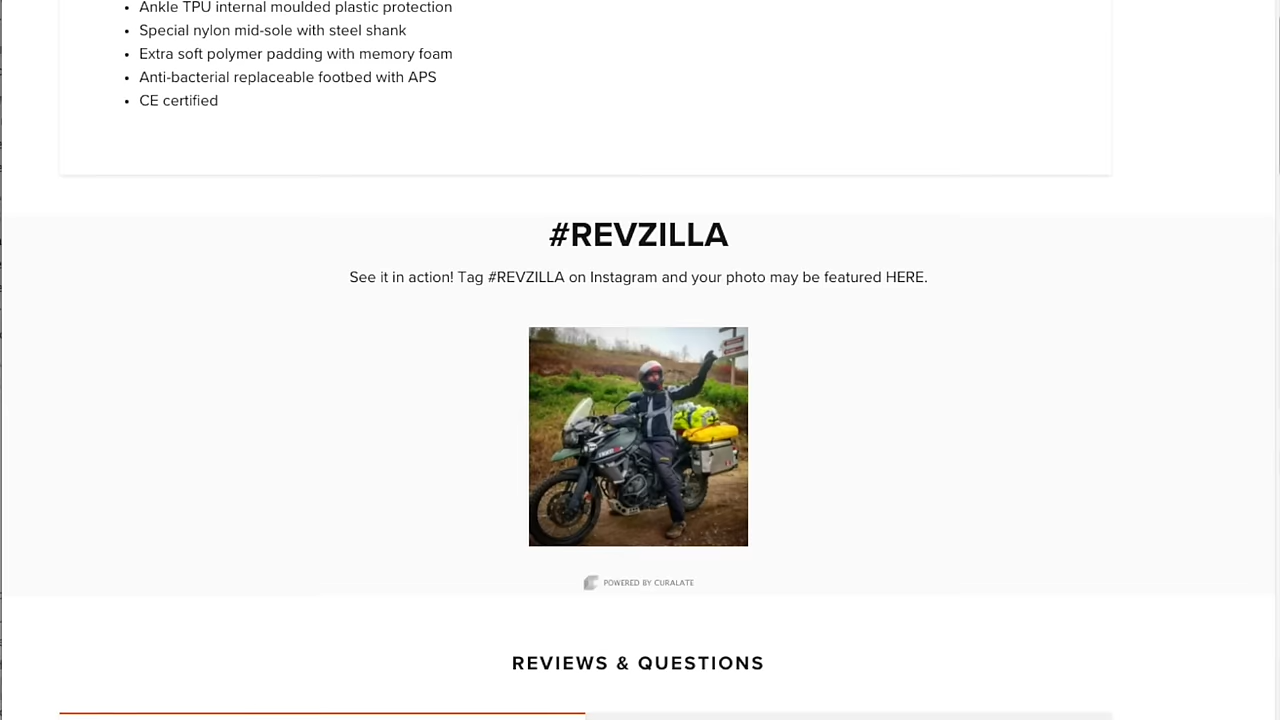 Ankle TPU internal moulded plastic protection
Special nylon mid-sole with steel shank
Extra soft polymer padding with memory foam
Anti-bacterial replaceable footbed with APS
CE certified
#REVZILLA
See it in action! Tag #REVZILLA on Instagram and your photo may be featured HERE.
POWERED BY CURALATE
REVIEWS & QUESTIONS